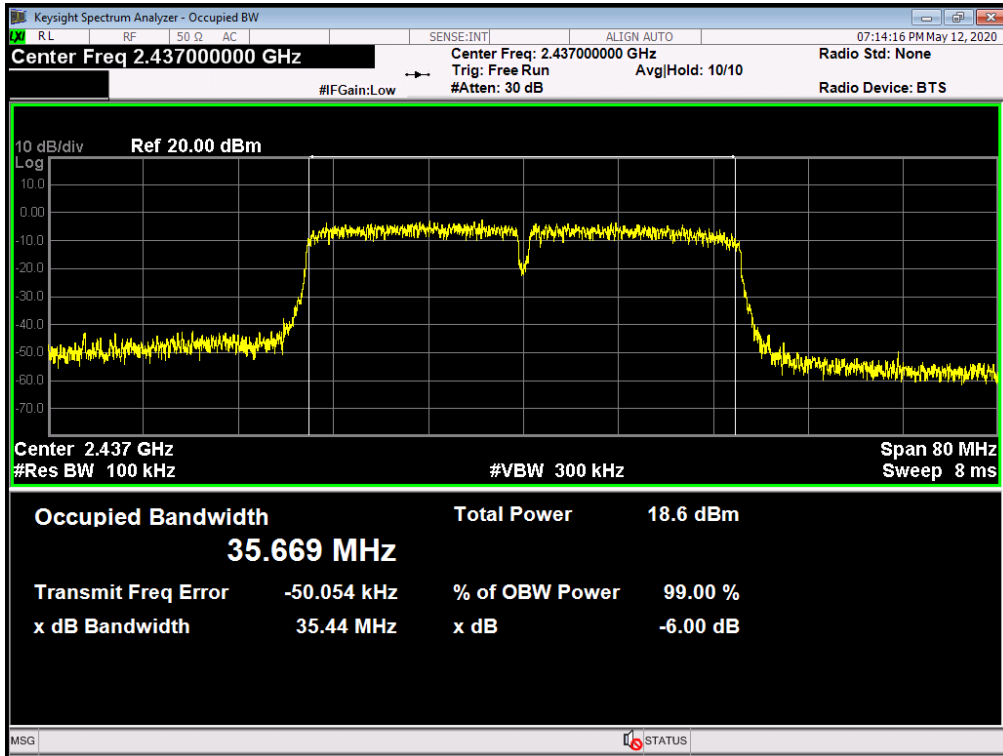 Keysight Spectrum Analyzer - Occupied BW
LXI RL RF 50 Ω AC SENSE:INT ALIGN AUTO 07:14:16 PM May 12, 2020
Center Freq 2.437000000 GHz
Center Freq: 2.437000000 GHz
Radio Std: None
Trig: Free Run
Avg|Hold: 10/10
#IFGain:Low
#Atten: 30 dB
Radio Device: BTS
10 dB/div Ref 20.00 dBm
Log
10.0
0.00
-10.0
-20.0
-30.0
-40.0
-50.0
-60.0
-70.0
Center 2.437 GHz Span 80 MHz
#Res BW 100 kHz #VBW 300 kHz Sweep 8 ms
Occupied Bandwidth Total Power 18.6 dBm
35.669 MHz
Transmit Freq Error -50.054 kHz % of OBW Power 99.00 %
x dB Bandwidth 35.44 MHz x dB -6.00 dB
MSG STATUS